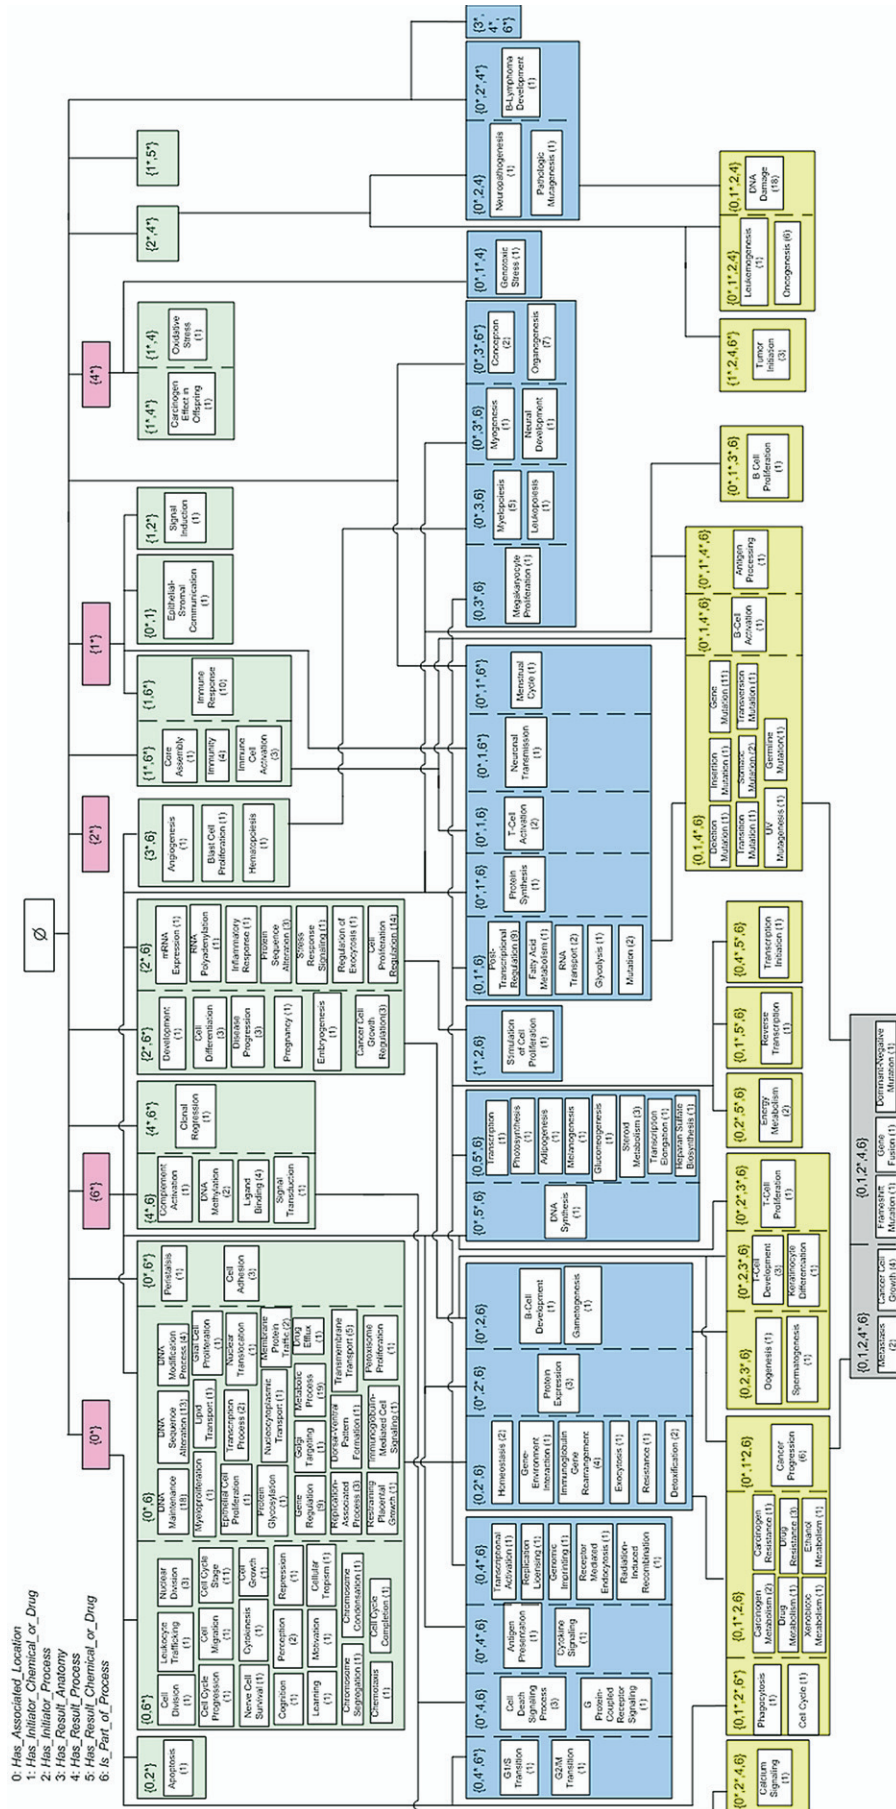 0: Has_Associated_Location
1: Has_Initiator_Chemical_or_Drug
2: Has_Initiator_Process
3: Has_Result_Anatomy
4: Has_Result_Process
5: Has_Result_Chemical_or_Drug
6: Is_Part_of_Process
Ø
{0*}
{6*}
{2*}
{1*}
{4*}
{0,2*}
Apoptosis
(1)
{0,6*}
Cell
Division (1)
Leukocyte
Trafficking (1)
Nuclear
Division
(3)
Cell Cycle
Progression (1)
Cell
Migration (1)
Cell Cycle
Stage
(11)
Nerve Cell
Survival (1)
Cytokinesis
(1)
Cell
Growth
(1)
Cognition
(1)
Perception
(2)
Repression
(1)
Learning
(1)
Motivation
(1)
Cellular
Tropism (1)
Chromosome
Segregation (1)
Chromosome
Condensation (1)
Chemotaxis
(1)
Cell Cycle
Completion (1)
{0*,6}
DNA
Maintenance
(18)
DNA
Sequence
Alteration (13)
DNA
Modification
Process (4)
Myeloproliferation
(1)
Lipid
Transport (1)
Glial Cell
Proliferation
(1)
Epithelial Cell
Proliferation
(1)
Transcription
Process (2)
Nuclear
Translocation
(1)
Protein
Glycosylation
(1)
Nucleocytoplasmic
Transport (1)
Membrane
Protein
Traffic (2)
Gene
Regulation
(9)
Golgi
Targeting
(1)
Metabolic
Process
(19)
Drug
Efflux
(1)
Replication-
Associated
Process (3)
Dorsal-Ventral
Pattern
Formation (1)
Transmembrane
Transport (5)
Restraining
Placental
Growth (1)
Immunoglobulin-
Mediated Cell
Signaling (1)
Peroxisome
Proliferation
(1)
{0*,6*}
Peristalsis
(1)
Cell
Adhesion
(3)
{4*,6}
Complement
Activation
(1)
DNA
Methylation
(2)
Ligand
Binding (4)
Signal
Transduction
(1)
{4*,6*}
Clonal
Regression
(1)
{2*,6*}
Development
(1)
Cell
Differentiation
(3)
Disease
Progression
(3)
Pregnancy (1)
Embryogenesis
(1)
Cancer Cell
Growth
Regulation(3)
{2*,6}
mRNA
Expression (1)
RNA
Polyadenylation
(1)
Inflammatory
Response (1)
Protein
Sequence
Alteration (3)
Stress
Response
Signaling (1)
Regulation of
Exocytosis (1)
Cell
Proliferation
Regulation (14)
{3*,6}
Angiogenesis
(1)
Blast Cell
Proliferation (1)
Hematopoiesis
(1)
{1*,6*}
Core
Assembly
(1)
Immunity
(4)
Immune
Cell
Activation
(3)
{1,6*}
Immune
Response
(10)
{0*,1}
Epithelial-
Stromal
Communication
(1)
{1,2*}
Signal
Induction
(1)
{1*,4*}
Carcinogen
Effect in
Offspring
(1)
{1*,4}
Oxidative
Stress
(1)
{2*,4*}
{1*,5*}
{0,4*,6*}
G1/S
Transition
(1)
G2/M
Transition
(1)
{0*,4,6}
Cell
Death
Signaling
Process
(3)
G
Protein-
Coupled
Receptor
Signaling
(1)
{0*,4*,6}
Antigen
Presentation
(1)
Cytokine
Signaling
(1)
{0,4*,6}
Transcriptional
Activation (1)
Replication
Licensing (1)
Genomic
Imprinting (1)
Receptor
Mediated
Endocytosis (1)
Radiation-
Induced
Recombination
(1)
{0,2*,6}
Homeostasis (2)
Gene-
Environment
Interaction (1)
Immunoglobulin
Gene
Rearrangement
(4)
Exocytosis (1)
Resistance (1)
Detoxification (2)
{0*,2*,6}
Protein
Expression
(3)
{0*,2,6}
B-Cell
Development
(1)
Gametogenesis
(1)
{0*,5*,6}
DNA
Synthesis
(1)
{0,5*,6}
Transcription
(1)
Photosynthesis
(1)
Adipogenesis
(1)
Melanogenesis
(1)
Gluconeogenesis
(1)
Steroid
Metabolism (3)
Transcription
Elongation (1)
Heparan Sulfate
Biosynthesis (1)
{1*,2,6}
Stimulation
of Cell
Proliferation
(1)
{0,1*,6}
Post-
Transcriptional
Regulation (9)
Fatty Acid
Metabolism (1)
RNA
Transport (2)
Glycolysis (1)
Mutation (2)
{0*,1*,6}
Protein
Synthesis
(1)
{0*,1,6}
T-Cell
Activation
(2)
{0*,1,6*}
Neuronal
Transmission
(1)
{0*,1*,6*}
Menstrual
Cycle (1)
{0,3*,6}
Megakaryocyte
Proliferation (1)
{0*,3,6}
Myelopoiesis
(5)
Leukopoiesis
(1)
{0*,3*,6}
Myogenesis
(1)
Neural
Development
(1)
{0*,3*,6*}
Conception
(2)
Organogenesis
(7)
{0*,1*,4}
Genotoxic
Stress (1)
{0*,2,4}
Neuropathogenesis
(1)
Pathologic
Mutagenesis (1)
{0*,2*,4*}
B-Lymphoma
Development
(1)
{3*,
4*,
6*}
{0*,2*,4,6}
Calcium
Signaling
(1)
{0,1*,2*,6*}
Phagocytosis
(1)
Cell Cycle (1)
{0,1*,2,6}
Carcinogen
Metabolism (2)
Carcinogen
Resistance (1)
Drug
Metabolism (1)
Drug
Resistance (3)
Xenobiotic
Metabolism (1)
Ethanol
Metabolism (1)
{0*,1*2,6}
Cancer
Progression
(6)
{0,2,3*,6}
Oogenesis (1)
Spermatogenesis
(1)
{0*,2,3*,6}
T-Cell
Development
(3)
Keratinocyte
Differentiation
(1)
{0*,2*,3*,6}
T-Cell
Proliferation
(1)
{0,2*,5*,6}
Energy
Metabolism
(2)
{0,1*,5*,6}
Reverse
Transcription
(1)
{0,4*,5*,6}
Transcription
Initiation (1)
{0,1,4*,6}
Deletion
Mutation (1)
Insertion
Mutation (1)
Gene
Mutation (11)
Transition
Mutation (1)
Somatic
Mutation (2)
Transversion
Mutation (1)
UV
Mutagenesis (1)
Germline
Mutation(1)
{0*,1,4*,6}
B-Cell
Activation
(1)
{0*,1*,4*,6}
Antigen
Processing
(1)
{0*,1*,3*,6}
B Cell
Proliferation
(1)
{1*,2,4,6*}
Tumor
Initiation
(3)
{0*,1*,2,4}
Leukemogenesis
(1)
Oncogenesis (6)
{0,1*,2,4}
DNA
Damage
(18)
{0,1,2,4*,6}
Metastasis
(2)
Cancer Cell
Growth (4)
{0,1,2*,4,6}
Frameshift
Mutation (1)
Gene
Fusion (1)
Dominant-Negative
Mutation (1)